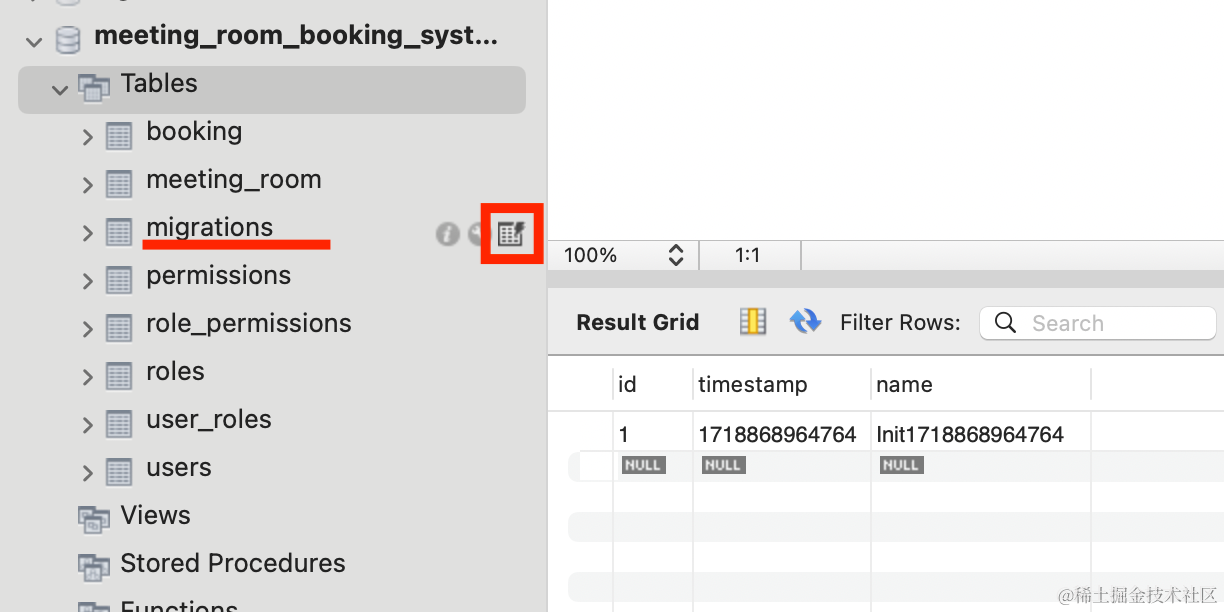 meeting_room_booking_syst...
Tables
booking
meeting_room
migrations
permissions
role_permissions
roles
user_roles
users
Views
Stored Procedures
Functions
100% 1:1
Result Grid Filter Rows: Search
id timestamp name
1 1718868964764 Init1718868964764
NULL NULL NULL
@稀土掘金技术社区